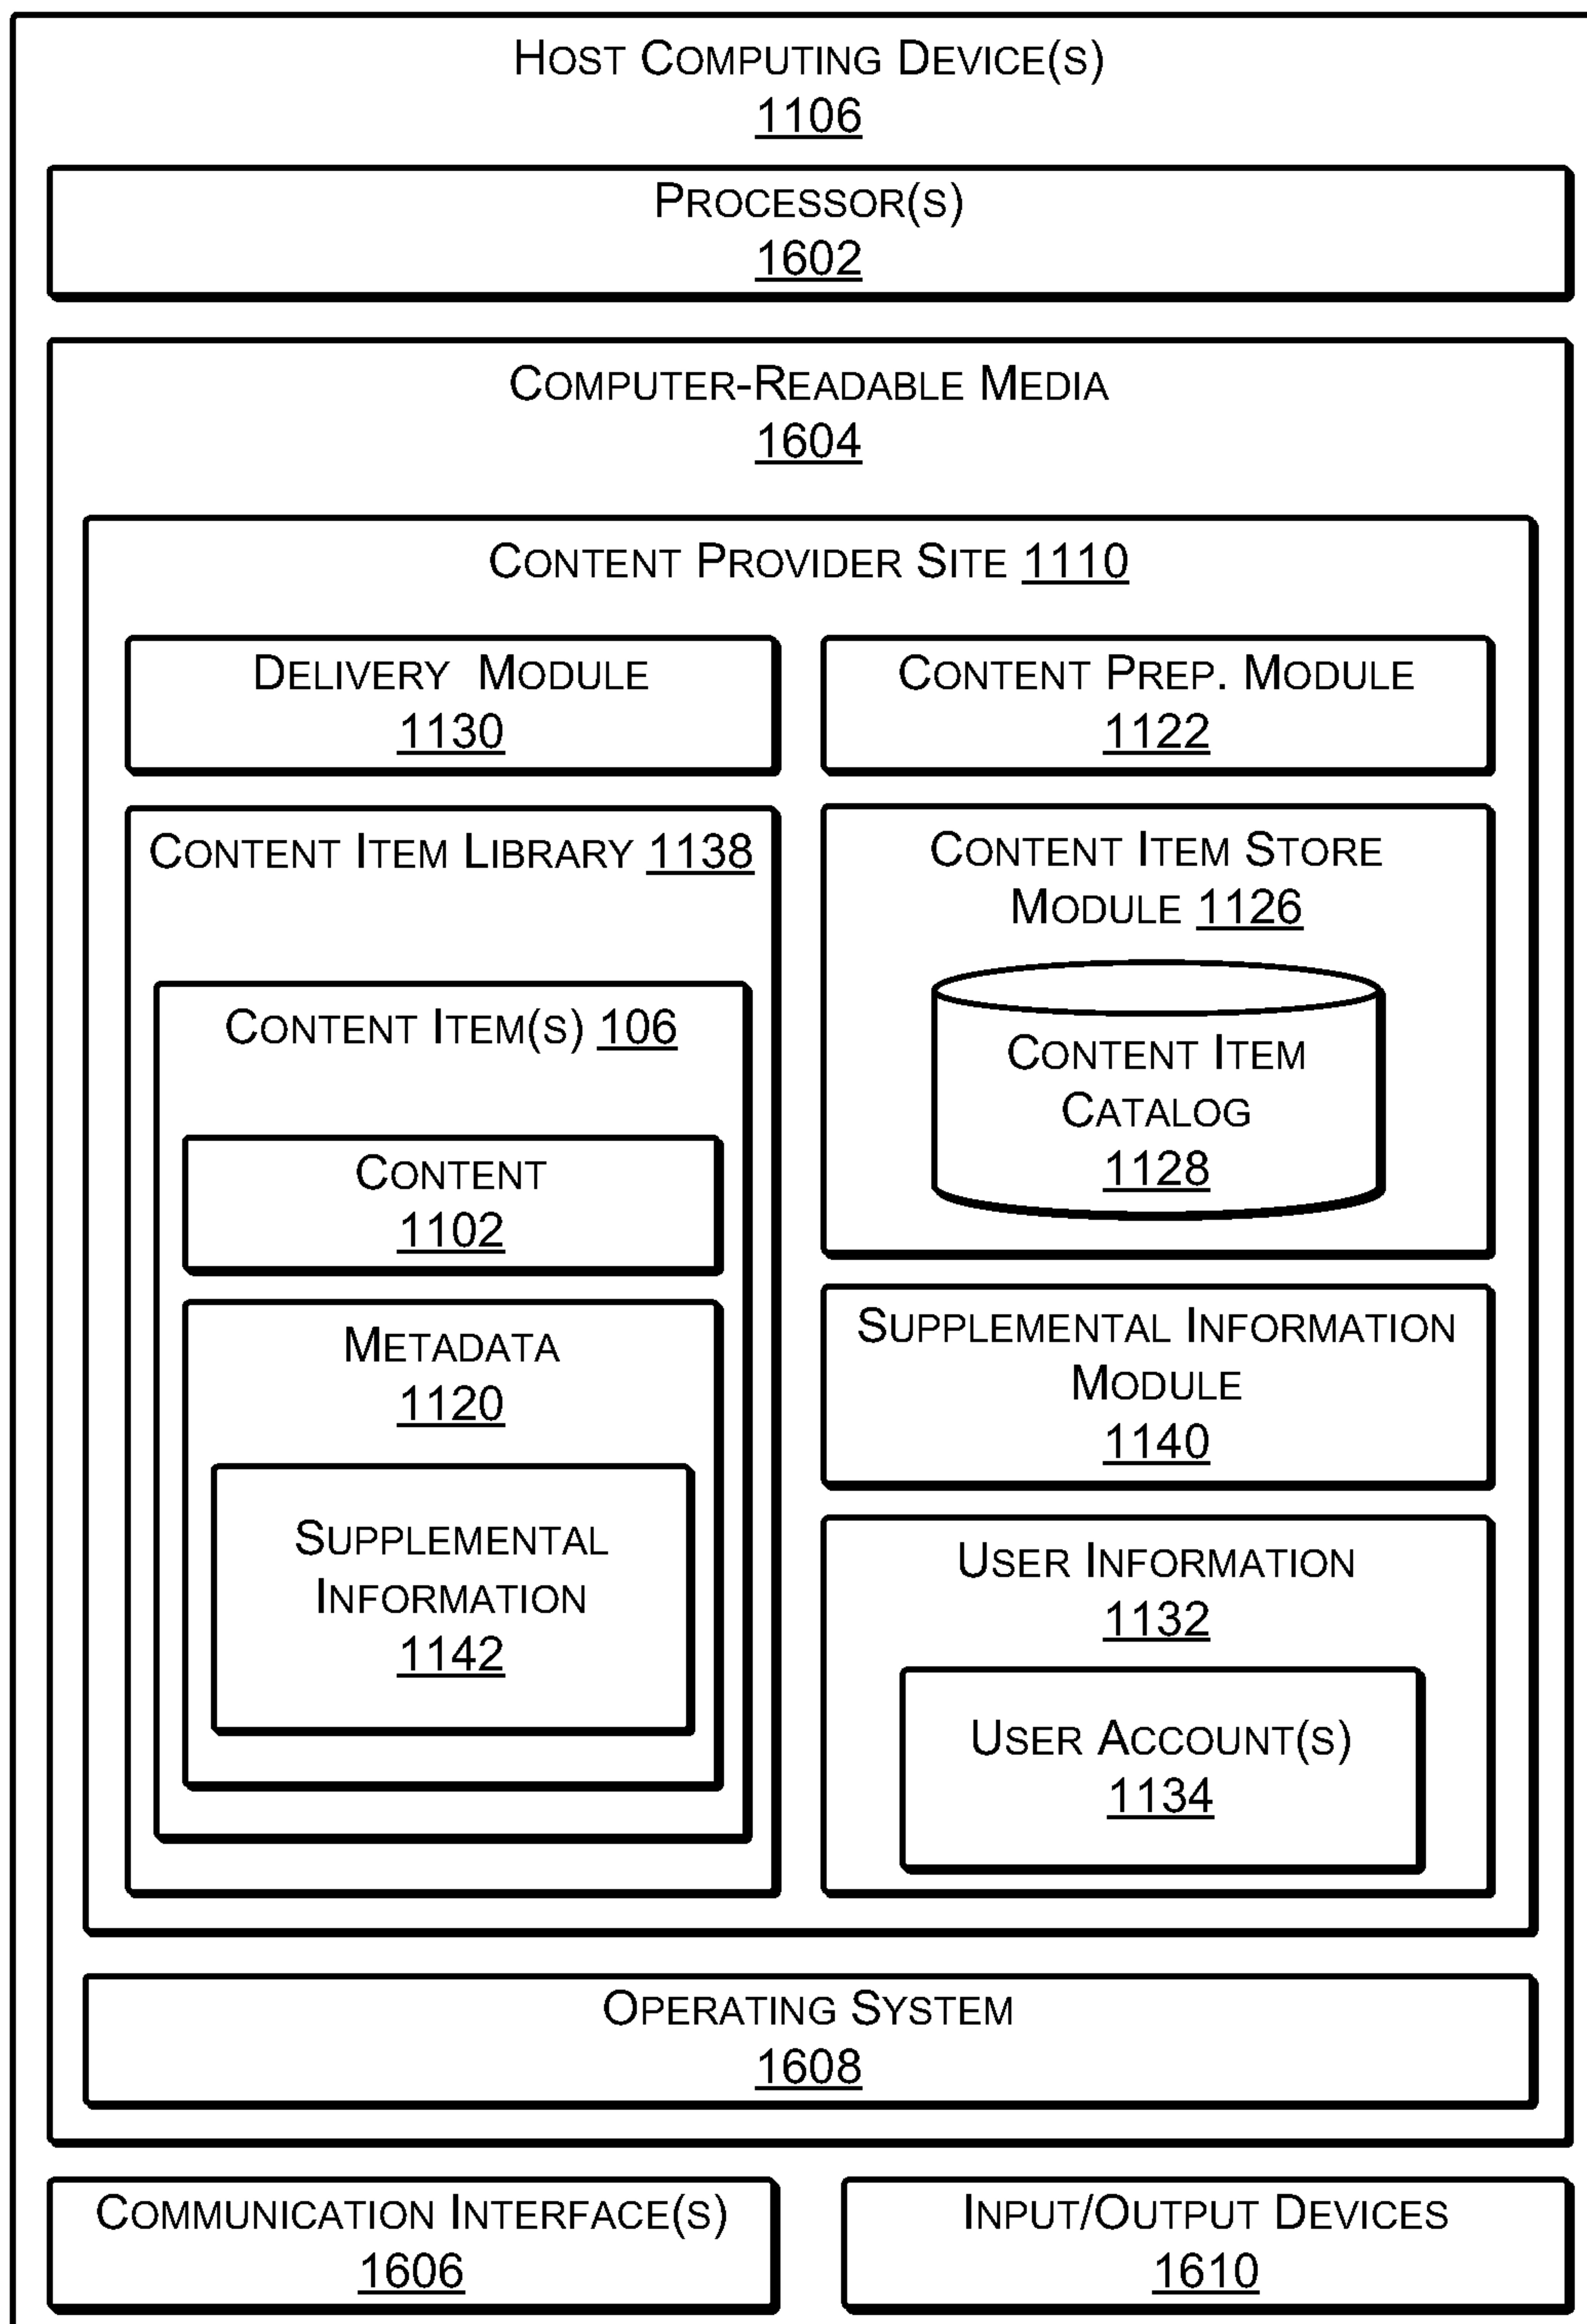 HOST COMPUTING DEVICE(S)
1106
PROCESSOR(S)
1602
COMPUTER-READABLE MEDIA
1604
CONTENT PROVIDER SITE 1110
DELIVERY MODULE
1130
CONTENT PREP. MODULE
1122
CONTENT ITEM LIBRARY 1138
CONTENT ITEM(S) 106
CONTENT
1102
METADATA
1120
SUPPLEMENTAL
INFORMATION
1142
CONTENT ITEM STORE
MODULE 1126
CONTENT ITEM
CATALOG
1128
SUPPLEMENTAL INFORMATION
MODULE
1140
USER INFORMATION
1132
USER ACCOUNT(S)
1134
OPERATING SYSTEM
1608
COMMUNICATION INTERFACE(S)
1606
INPUT/OUTPUT DEVICES
1610